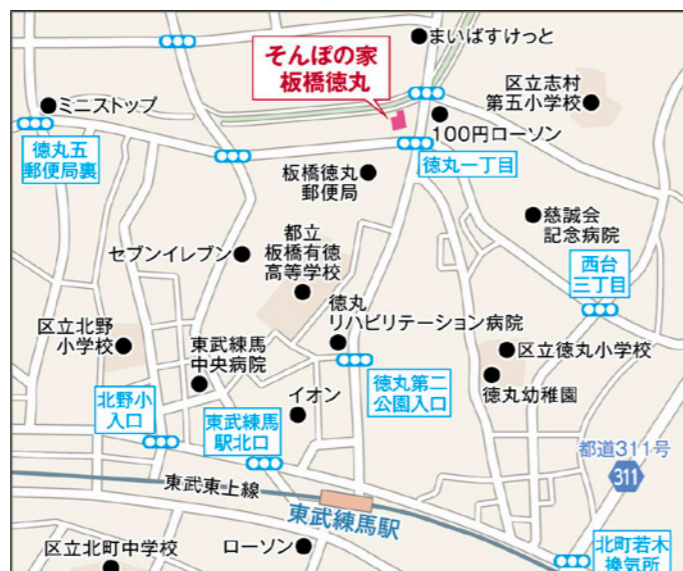 まいばすけっと
そんぽの家
板橋徳丸
区立志村
第五小学校
ミニストップ
100円ローソン
徳丸五
郵便局裏
徳丸一丁目
板橋徳丸
郵便局
慈誠会
記念病院
都立
板橋有徳
高等学校
セブンイレブン
西台
三丁目
徳丸
リハビリテーション病院
区立北野
小学校
東武練馬
中央病院
区立徳丸小学校
徳丸幼稚園
徳丸第二
公園入口
北野小
入口
イオン
東武練馬
駅北口
都道311号
311
東武東上線
東武練馬駅
区立北町中学校
ローソン
北町若木
換気所